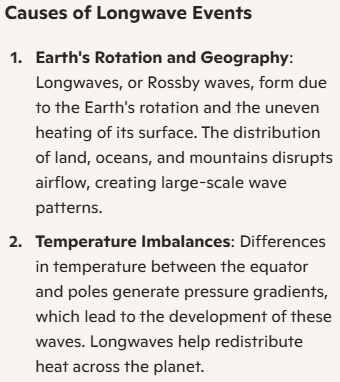 Causes of Longwave Events
1. Earth's Rotation and Geography:
Longwaves, or Rossby waves, form due
to the Earth's rotation and the uneven
heating of its surface. The distribution
of land, oceans, and mountains disrupts
airflow, creating large-scale wave
patterns.
2. Temperature Imbalances: Differences
in temperature between the equator
and poles generate pressure gradients,
which lead to the development of these
waves. Longwaves help redistribute
heat across the planet.